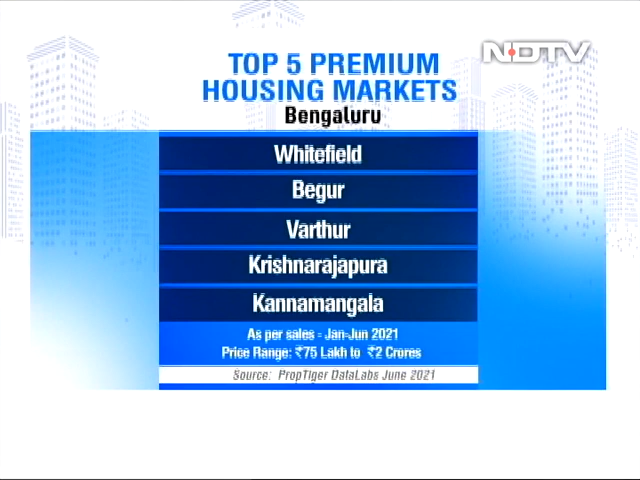 NDTV
TOP 5 PREMIUM
HOUSING MARKETS
Bengaluru
Whitefield
Begur
Varthur
Krishnarajapura
Kannamangala
As per sales - Jan-Jun 2021
Price Range: ₹75 Lakh to ₹2 Crores
Source: PropTiger DataLabs June 2021